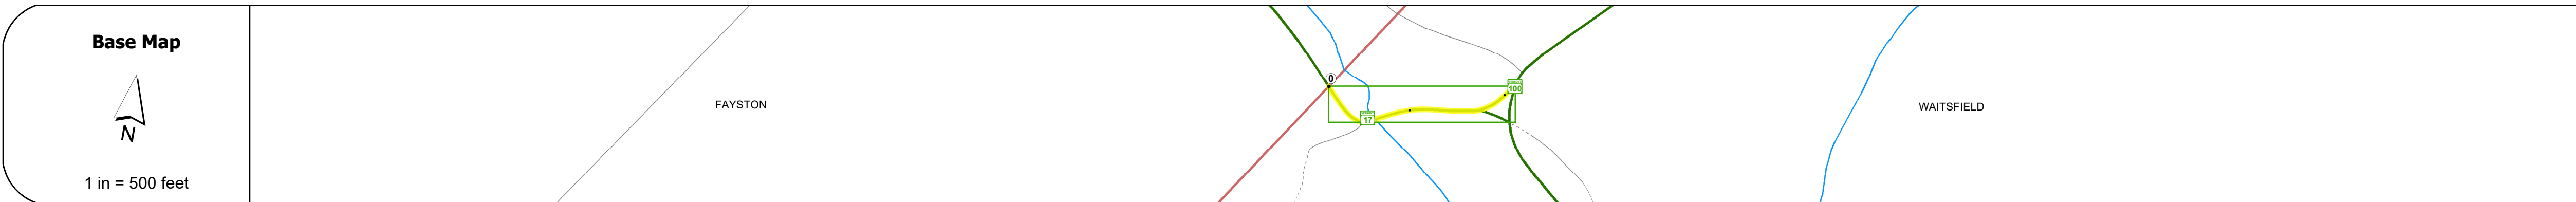 Base Map
N
1 in = 500 feet
FAYSTON
0
17
100
WAITSFIELD